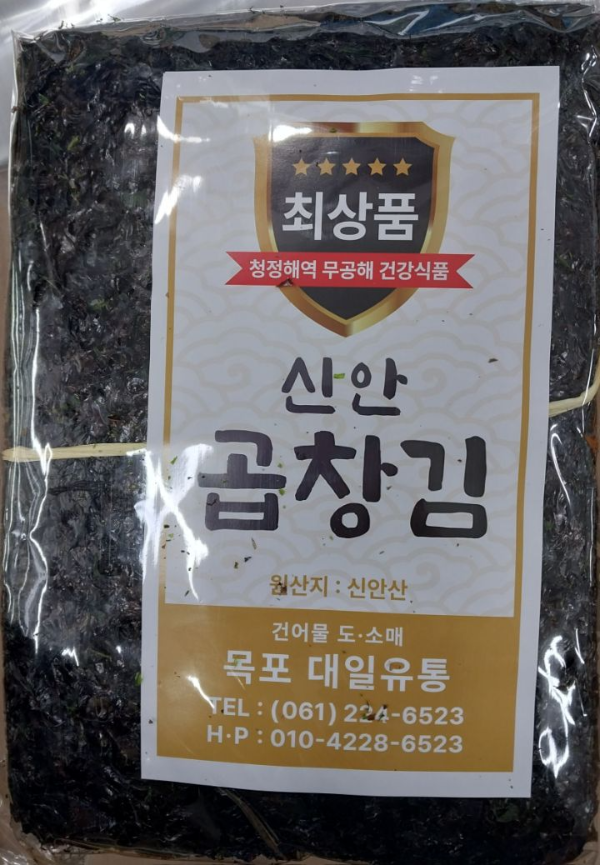 최상품
청정해역 무공해 건강식품
신안
곱창김
원산지 : 신안산
건어물 도·소매
목포 대일유통
TEL : (061) 224-6523
H·P : 010-4228-6523